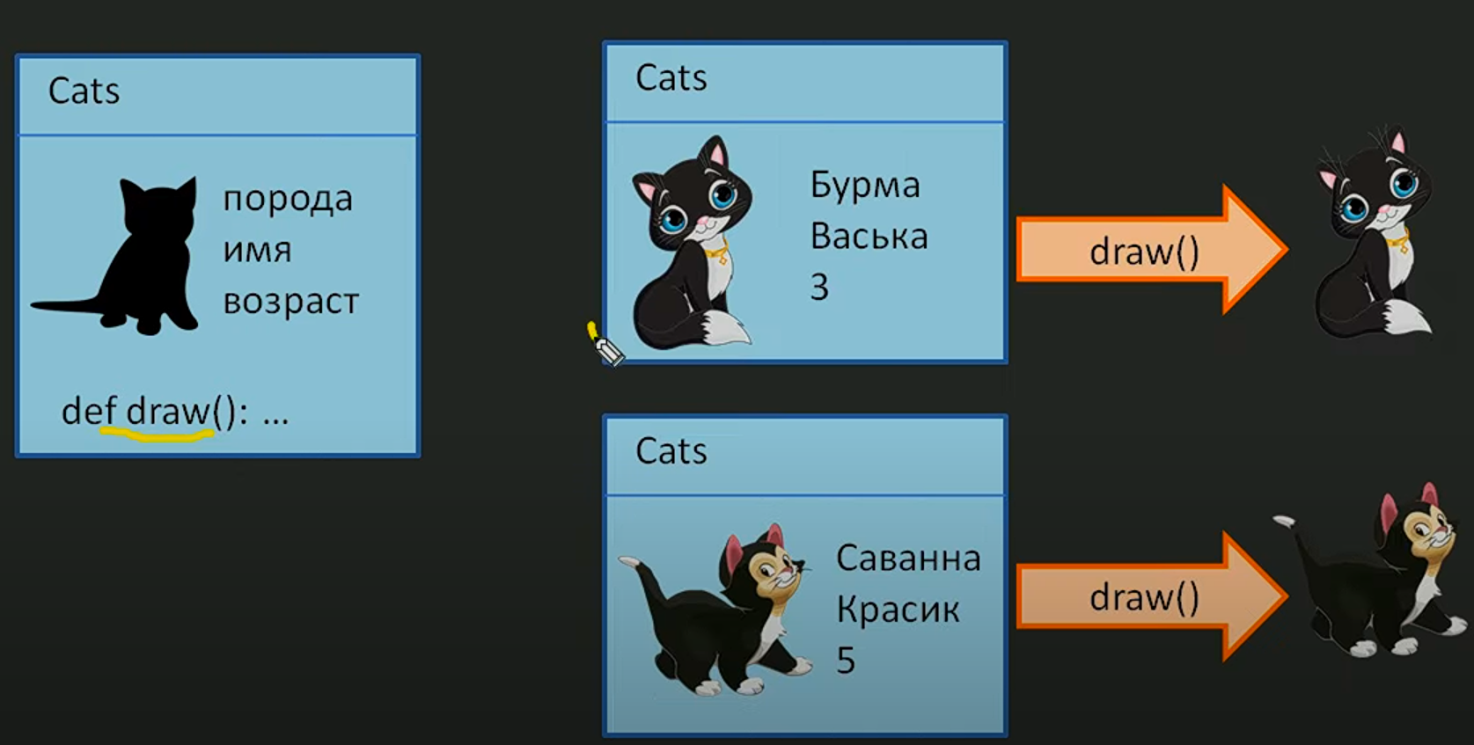 Cats
порода
имя
возраст
def draw(): ...
Cats
Бурма
Васька
3
draw()
Cats
Саванна
Красик
5
draw()